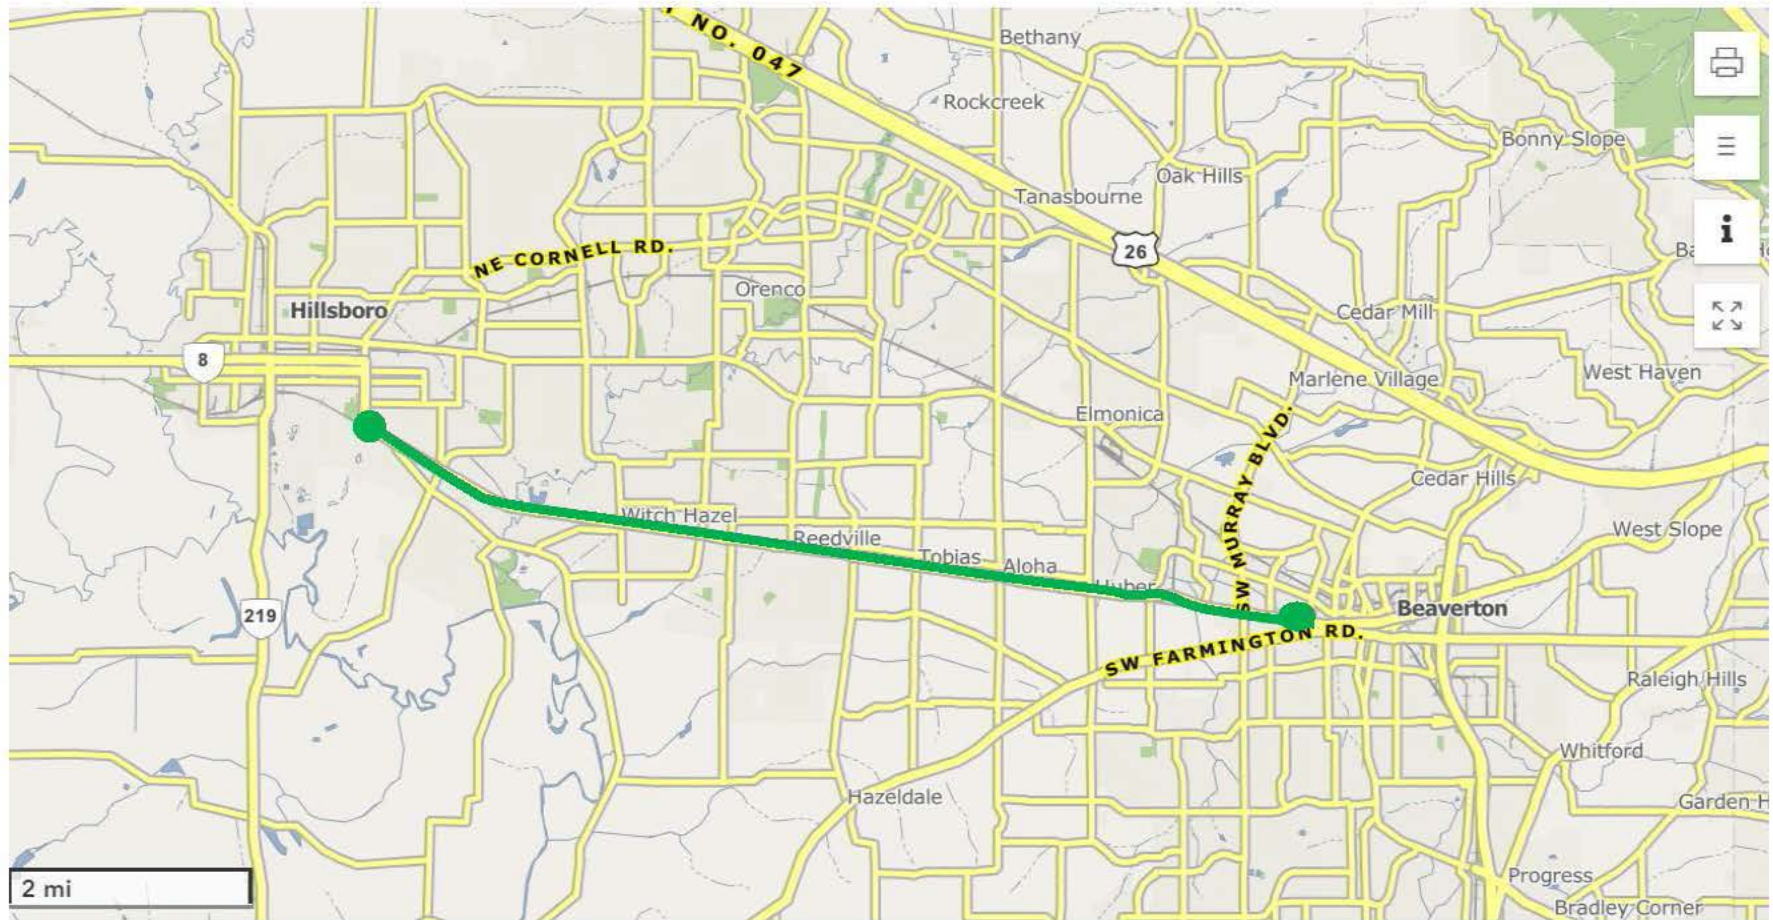 Y NO. 047
Bethany
Rockcreek
Bonny Slope
Oak Hills
Tanasbourne
26
NE CORNELL RD.
Orenco
Hillsboro
Cedar Mill
8
West Haven
Marlene Village
Elmonica
SW MURRAY BLVD.
Cedar Hills
Witch Hazel
West Slope
Reedville
Tobias
Aloha
Huber
219
Beaverton
SW FARMINGTON RD.
Raleigh Hills
Whitford
Hazeldale
Garden H
2 mi
Progress
Bradley Corner